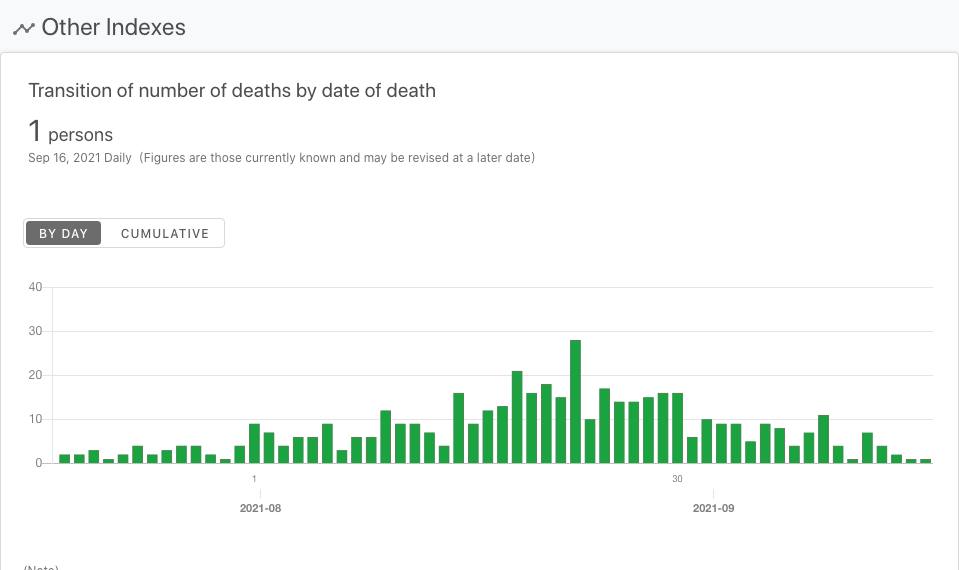 Other Indexes
Transition of number of deaths by date of death
1 persons
Sep 16, 2021 Daily (Figures are those currently known and may be revised at a later date)
BY DAY CUMULATIVE
40
30
20
10
0
1 30
2021-08 2021-09
(Note)